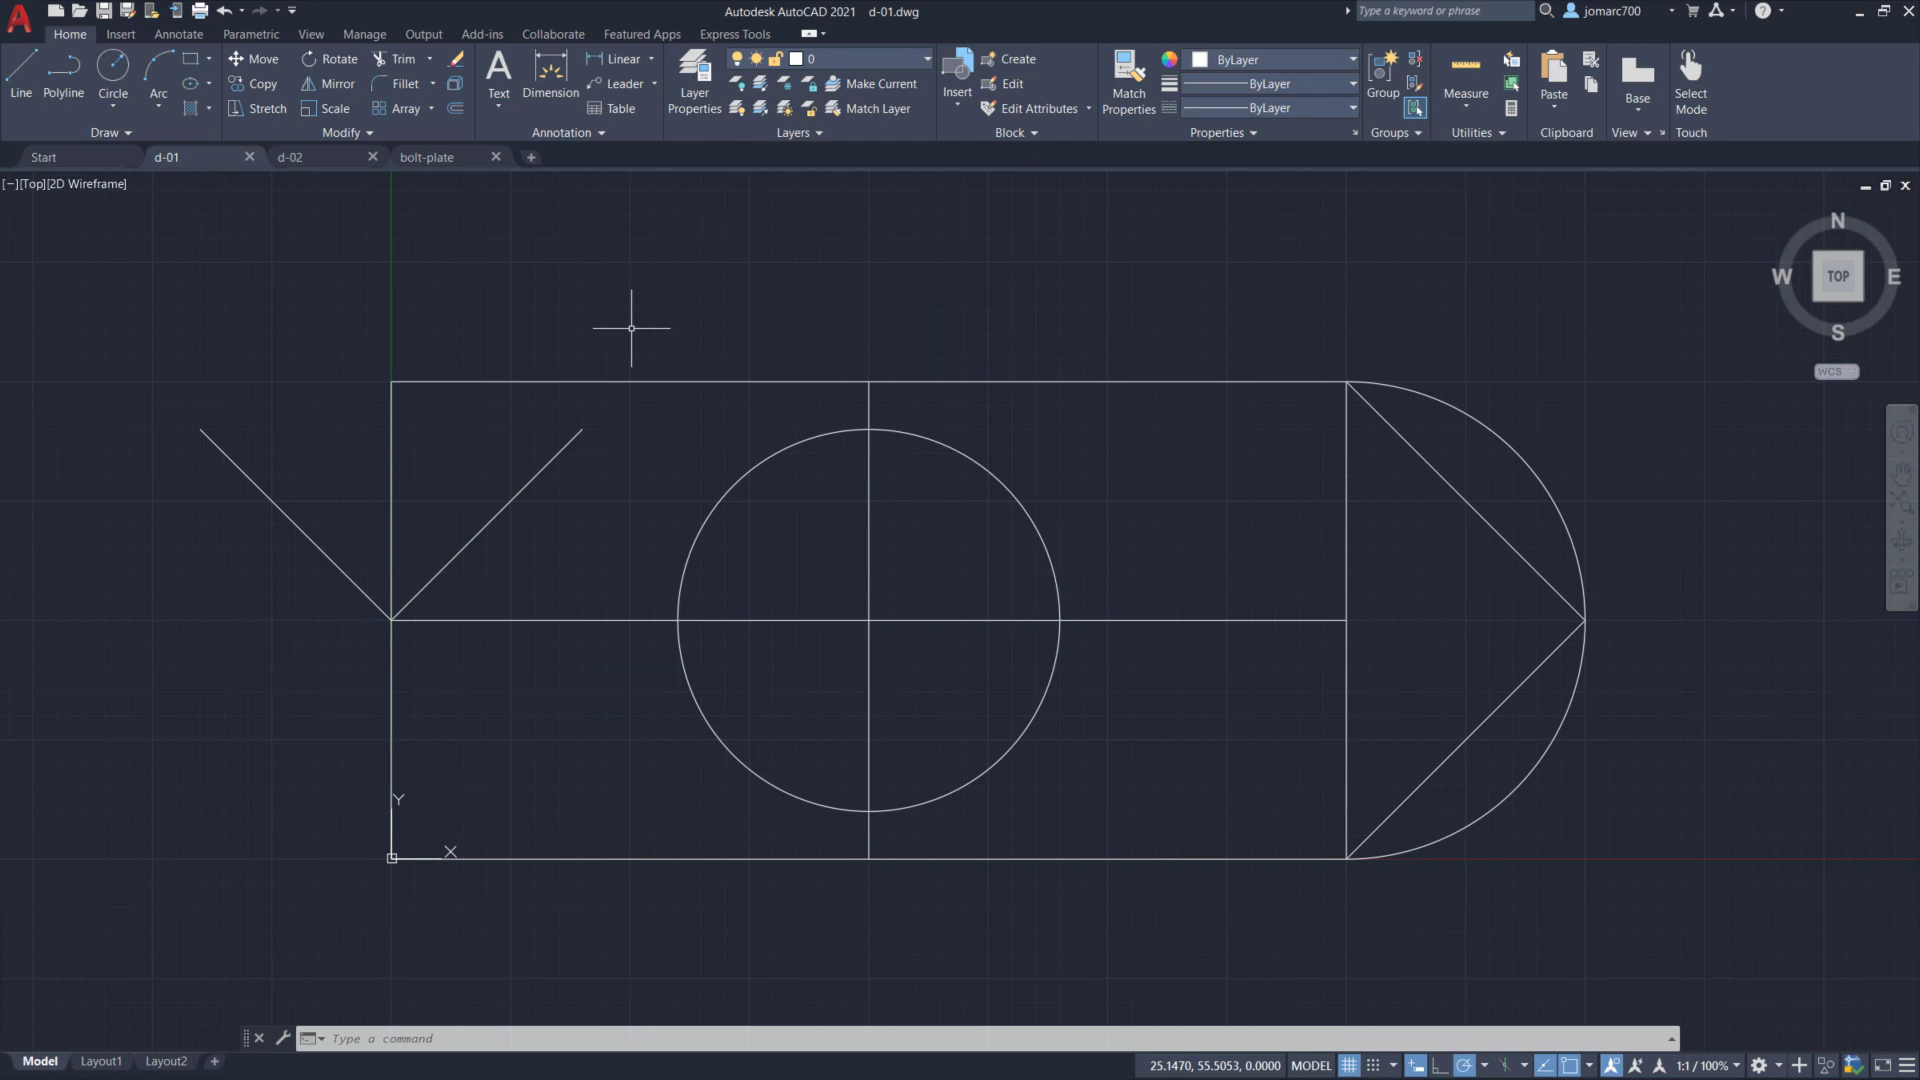 Autodesk AutoCAD 2021 d-01.dwg
Type a keyword or phrase
jomarc700
Home Insert Annotate Parametric View Manage Output Add-ins Collaborate Featured Apps Express Tools
Line Polyline Circle Arc
Draw
Move Rotate Trim
Copy Mirror Fillet
Stretch Scale Array
Modify
Text Dimension
Linear
Leader
Table
Annotation
Layer Properties
0
Make Current
Match Layer
Layers
Insert
Create
Edit
Edit Attributes
Block
Match Properties
ByLayer
ByLayer
ByLayer
Properties
Group
Groups
Measure
Utilities
Paste
Clipboard
Base
View
Select Mode
Touch
Start d-01 d-02 bolt-plate
[−][Top][2D Wireframe]
N
W TOP E
S
WCS
Y
X
Type a command
Model Layout1 Layout2
25.1470, 55.5053, 0.0000 MODEL 1:1 / 100%